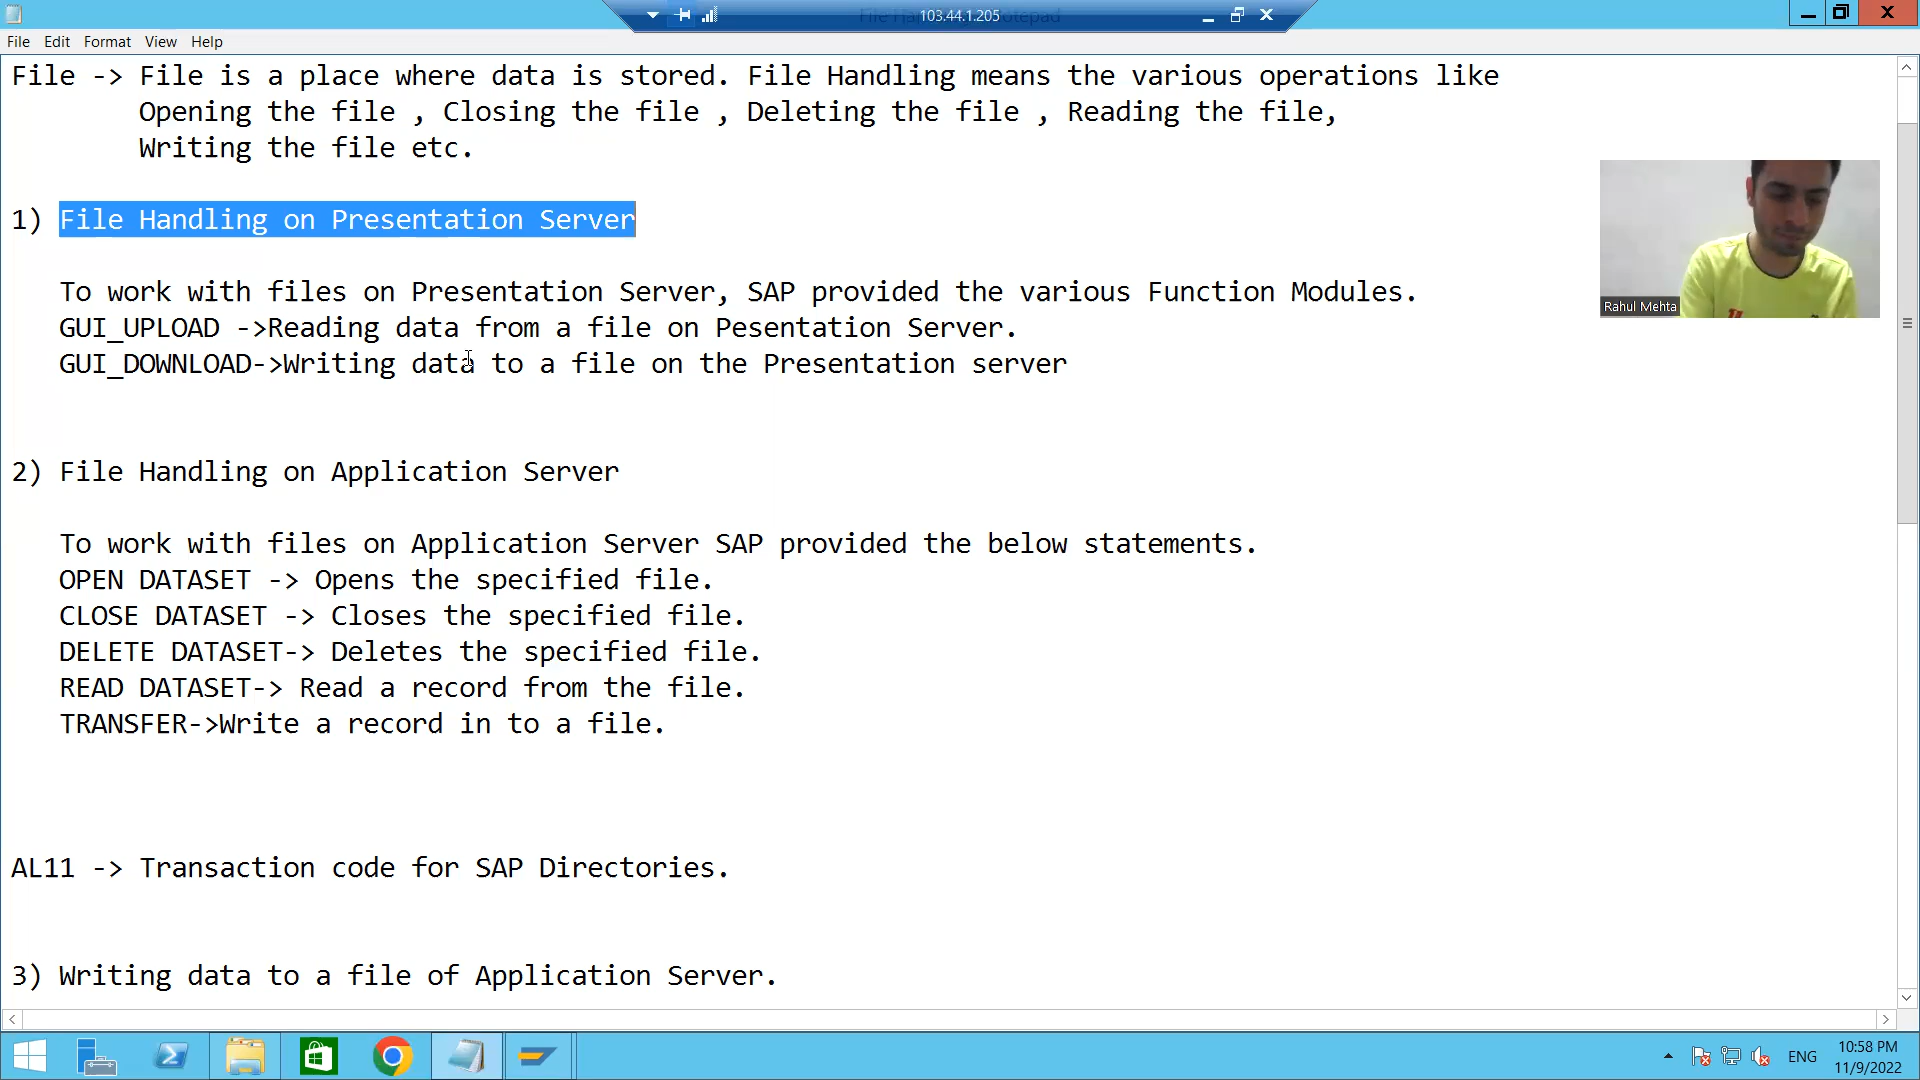 103.44.1.205
File Edit Format View Help
File -> File is a place where data is stored. File Handling means the various operations like
Opening the file , Closing the file , Deleting the file , Reading the file,
Writing the file etc.
1) File Handling on Presentation Server
To work with files on Presentation Server, SAP provided the various Function Modules.
GUI_UPLOAD ->Reading data from a file on Pesentation Server.
GUI_DOWNLOAD->Writing data to a file on the Presentation server
Rahul Mehta
2) File Handling on Application Server
To work with files on Application Server SAP provided the below statements.
OPEN DATASET -> Opens the specified file.
CLOSE DATASET -> Closes the specified file.
DELETE DATASET-> Deletes the specified file.
READ DATASET-> Read a record from the file.
TRANSFER->Write a record in to a file.
AL11 -> Transaction code for SAP Directories.
3) Writing data to a file of Application Server.
ENG
10:58 PM
11/9/2022